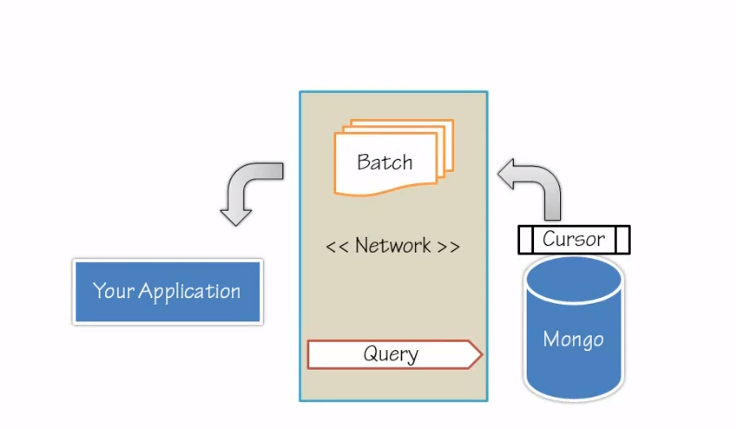 Batch
<< Network >>
Cursor
Your Application
Mongo
Query